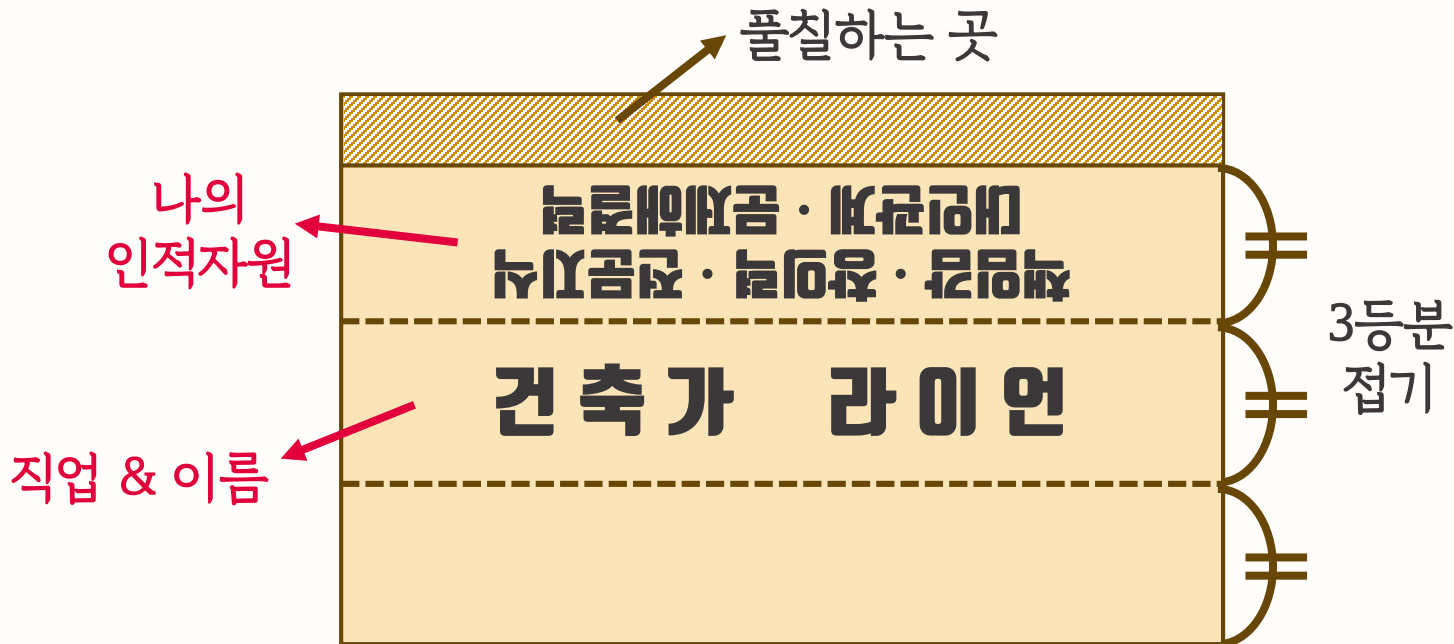 풀칠하는 곳
나의
인적자원
책임감 · 창의력 · 전문지식
대인관계 · 문제해결력
3등분
접기
건축가 라이언
직업 & 이름